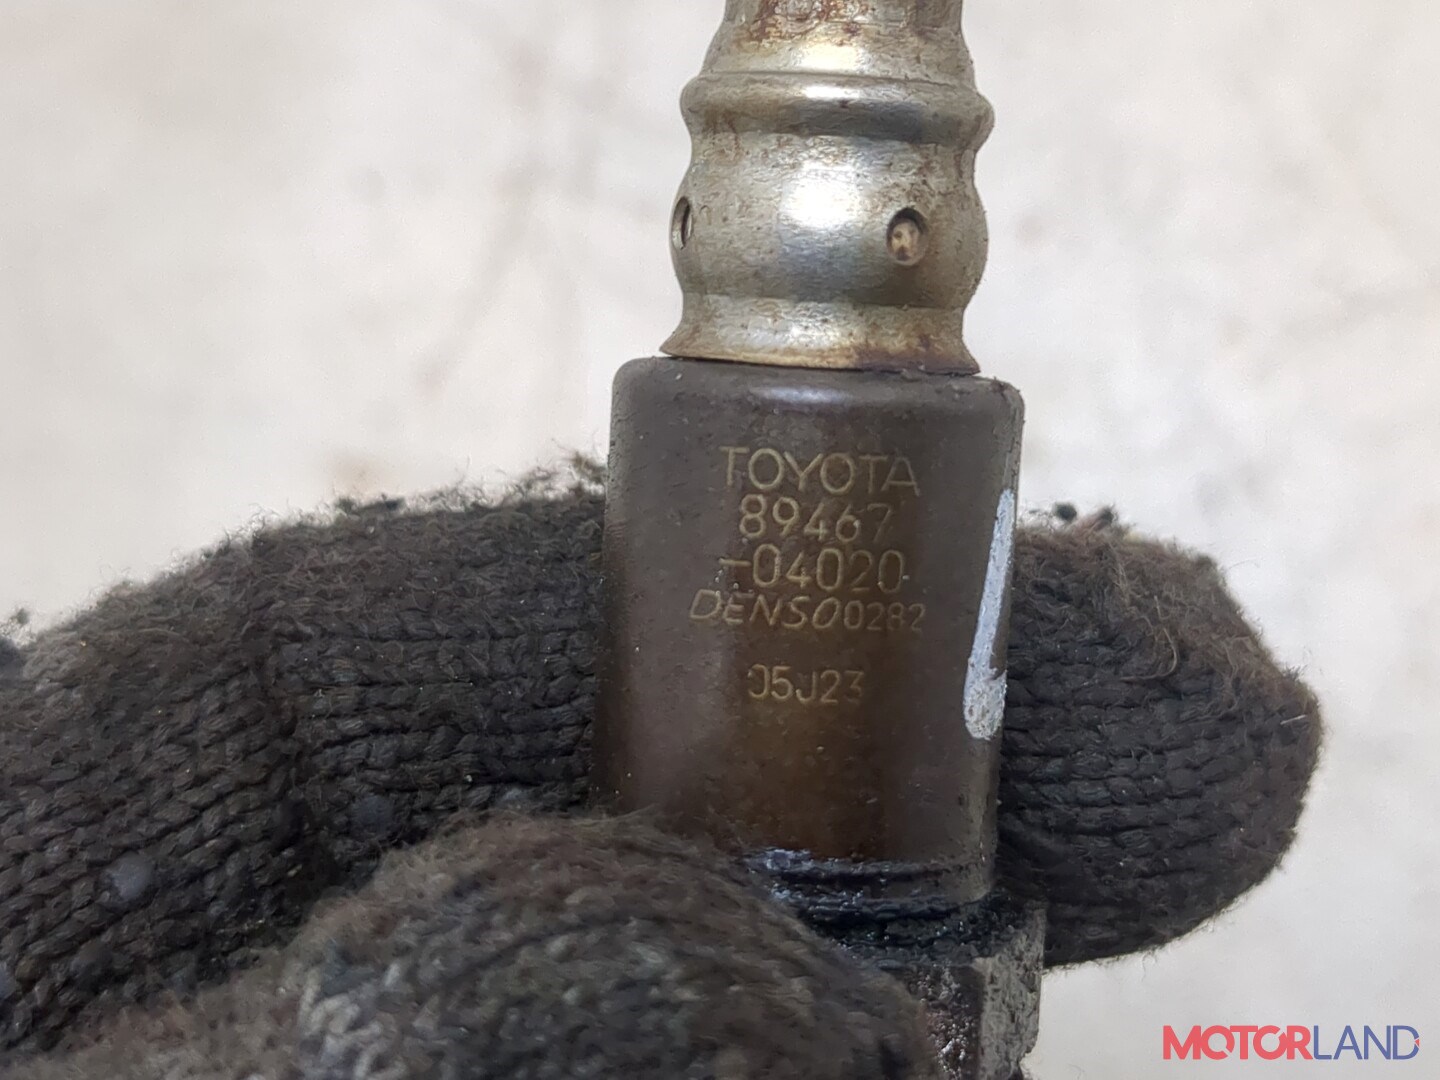 TOYOTA
89467
-04020
DENSO0282
05J23
MOTORLAND